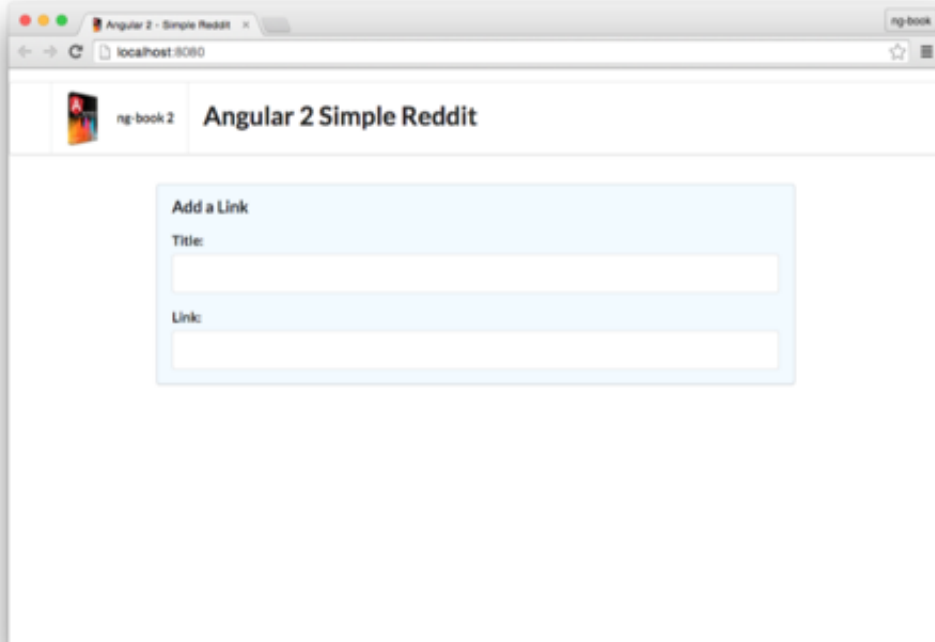 Angular 2 - Simple Reddit
ng-book
localhost:8080
ng-book 2
Angular 2 Simple Reddit
Add a Link
Title:
Link: